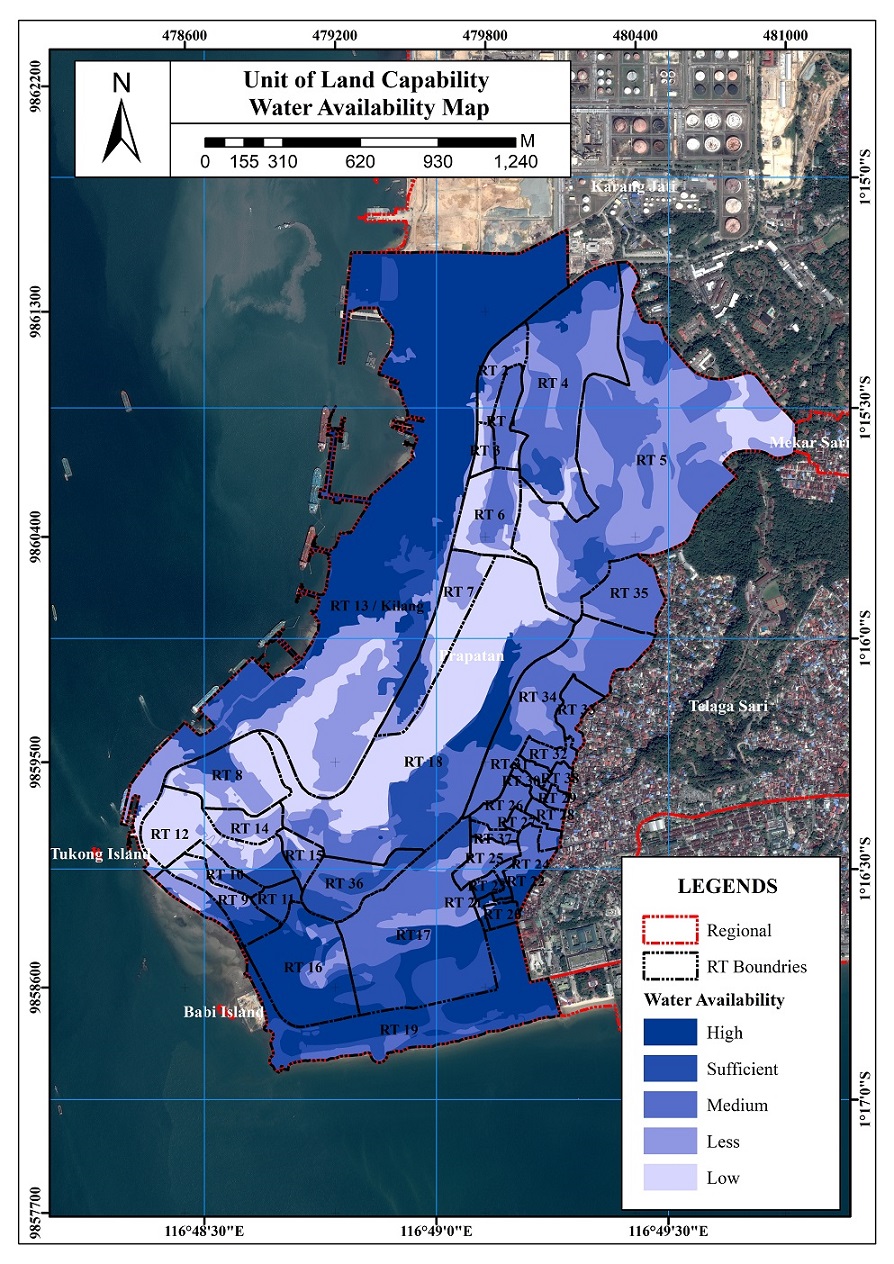 478600 479200 479800 480400 481000
N
Unit of Land Capability
Water Availability Map
M
0 155 310 620 930 1,240
9862200
9861300
9860400
9859500
9858600
9857700
1°15'0"S
1°15'30"S
1°16'0"S
1°16'30"S
1°17'0"S
Karang Jati
RT 2
RT 4
RT
RT 3
Mekar Sari
RT 5
RT 6
RT 7
RT 35
RT 13 / Kilang
Prapatan
RT 34
RT 33
Telaga Sari
RT 32
RT 18
RT 31
RT 8
RT 30
RT 38
RT 29
RT 26
RT 28
RT 27
RT 12
RT 14
RT 37
Tukong Island
RT 15
RT 25
RT 24
RT 10
RT 36
RT 22
RT 9
RT 11
RT 21
RT 20
RT17
RT 16
Babi Island
RT 19
LEGENDS
Regional
RT Boundries
Water Availability
High
Sufficient
Medium
Less
Low
116°48'30"E 116°49'0"E 116°49'30"E